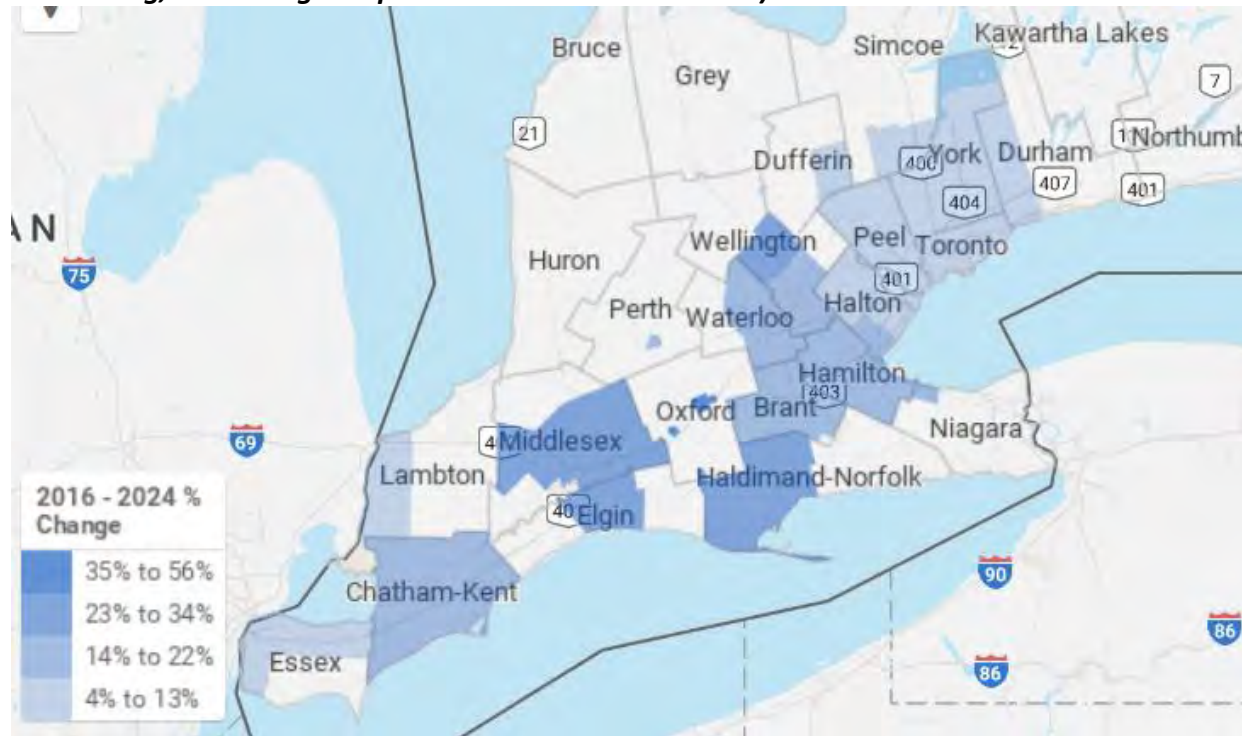 Bruce
Grey
Simcoe
Kawartha Lakes
7
21
Dufferin
400
York
Durham
407
401
404
AN
75
Huron
Wellington
Peel
Toronto
401
Perth
Waterloo
Halton
Hamilton
403
Oxford
Brant
Niagara
69
Middlesex
Lambton
Haldimand-Norfolk
40
Elgin
2016 - 2024 %
Change
35% to 56%
23% to 34%
14% to 22%
4% to 13%
Chatham-Kent
Essex
90
86
86